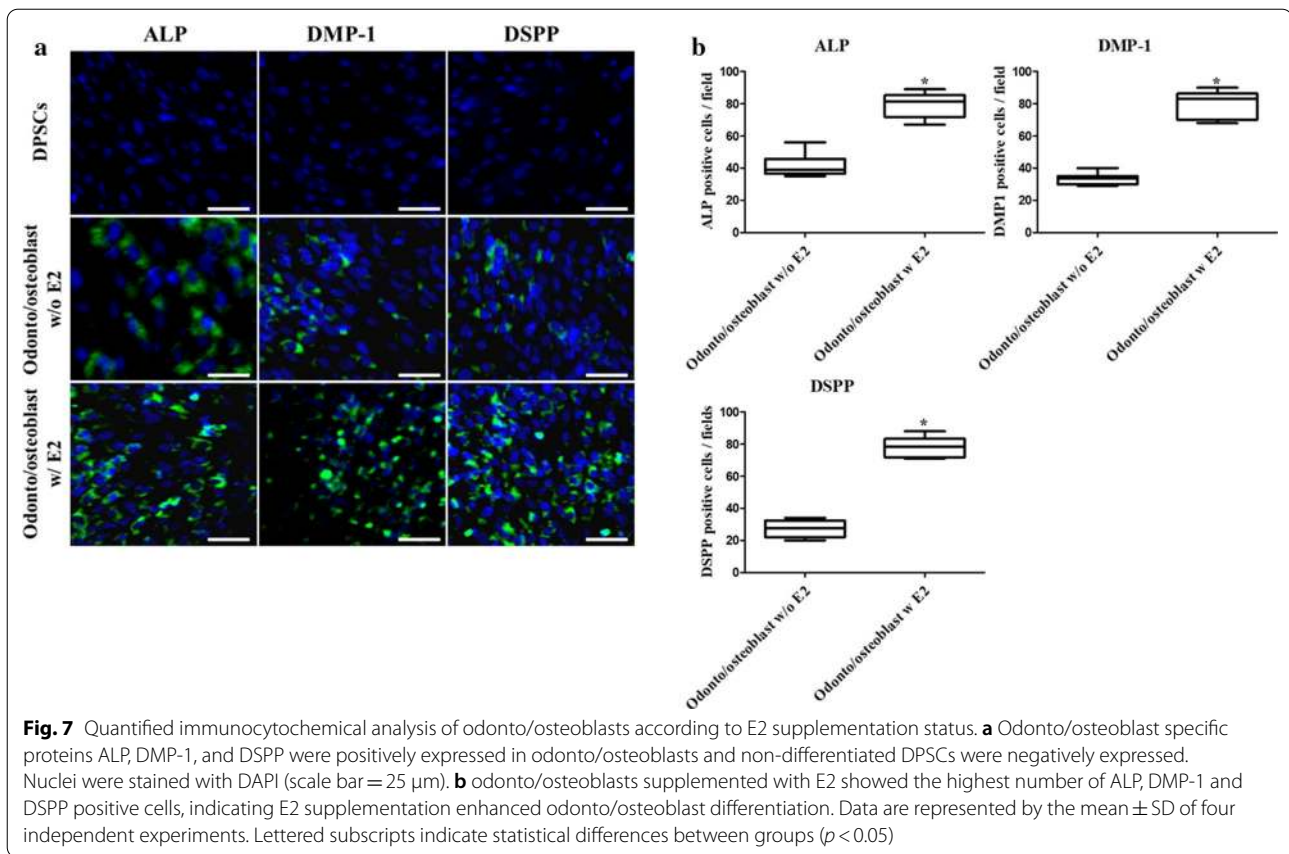 a
ALP DMP-1 DSPP
DPSCs
Odonto/osteoblast
w/o E2
Odonto/osteoblast
w/ E2
b
ALP
ALP positive cells / field
100
80
60
40
20
0
*
Odonto/osteoblast w/o E2
Odonto/osteoblast w E2
DMP-1
DMP1 positive cells / field
100
80
60
40
20
0
*
Odonto/osteoblast w/o E2
Odonto/osteoblast w E2
DSPP
DSPP positive cells / fields
100
80
60
40
20
0
*
Odonto/osteoblast w/o E2
Odonto/osteoblast w E2
Fig. 7 Quantified immunocytochemical analysis of odonto/osteoblasts according to E2 supplementation status. a Odonto/osteoblast specific
proteins ALP, DMP-1, and DSPP were positively expressed in odonto/osteoblasts and non-differentiated DPSCs were negatively expressed.
Nuclei were stained with DAPI (scale bar = 25 μm). b odonto/osteoblasts supplemented with E2 showed the highest number of ALP, DMP-1 and
DSPP positive cells, indicating E2 supplementation enhanced odonto/osteoblast differentiation. Data are represented by the mean ± SD of four
independent experiments. Lettered subscripts indicate statistical differences between groups (p < 0.05)